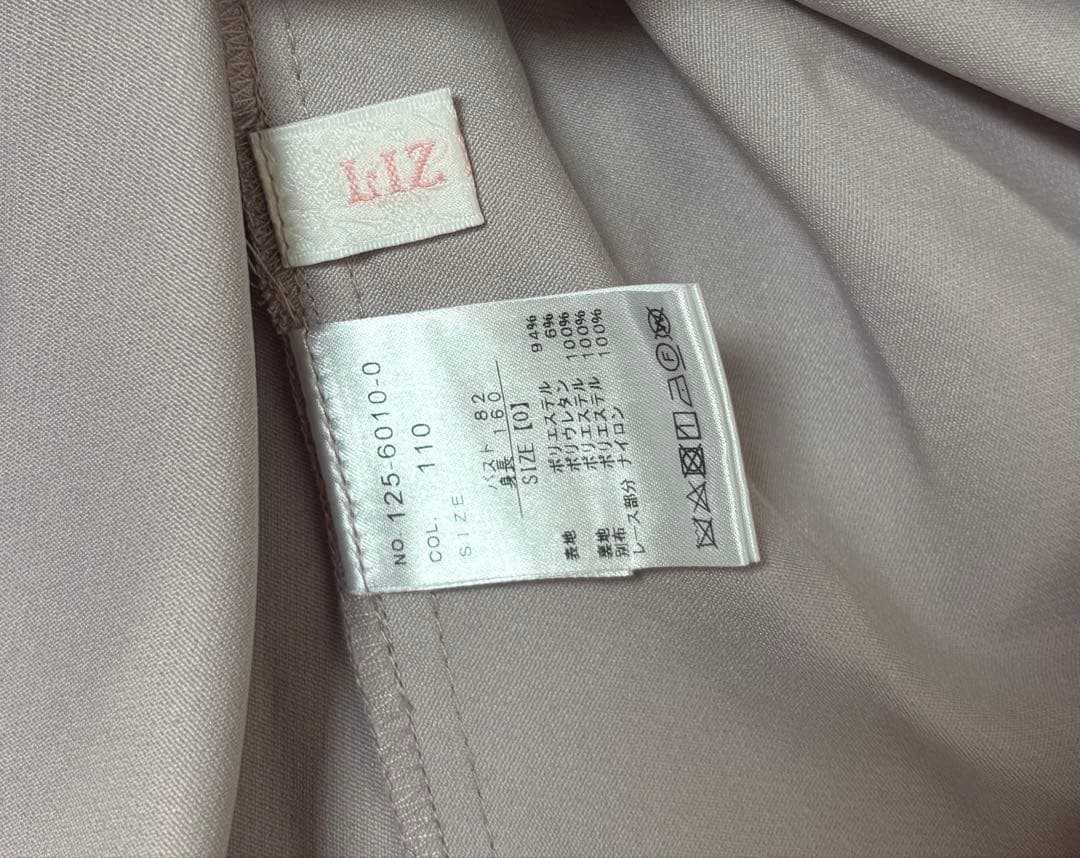 LIZ
NO. 125-6010-0
COL. 110
SIZE
バスト 82
身長 160
SIZE【0】
表地 ポリエステル 94%
ポリウレタン 6%
裏地 ポリエステル 100%
別布 ポリエステル 100%
レース部分 ナイロン 100%
F